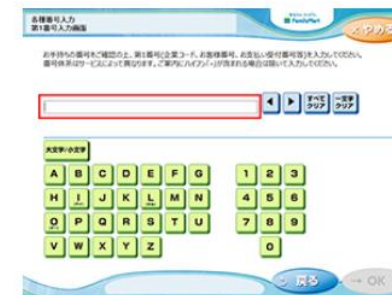 各種番号入力
第1番号入力画面
FamilyMart
× やめる
お手持ちの番号をご確認の上、第1番号(企業コード、お客様番号、お支払い受付番号等)を入力してください。
番号体系はサービスによって異なります。ご案内にハイフン「-」が含まれる場合は除いて入力してください。
◀ ▶ すべてクリア 一文字クリア
大文字/小文字
A B C D E F G 1 2 3
H I J K L M N 4 5 6
O P Q R S T U 7 8 9
V W X Y Z 0
戻る → OK